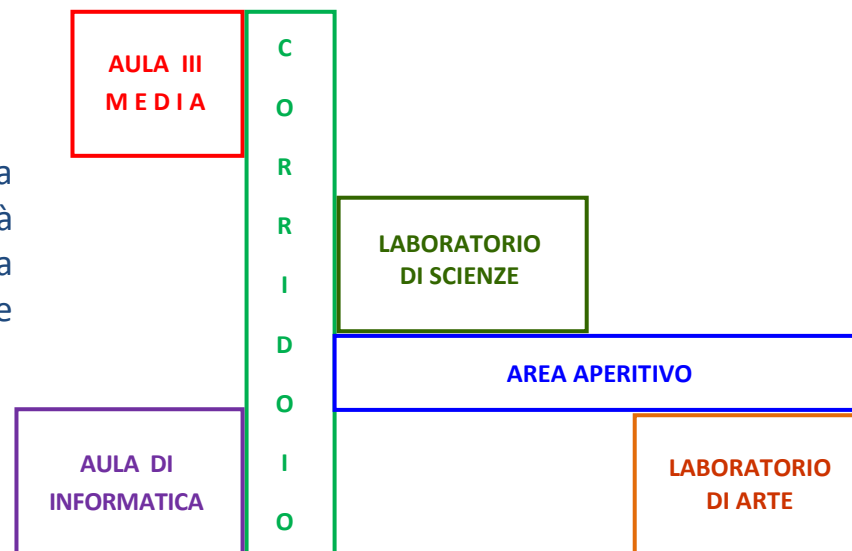 AULA III
MEDIA
C
O
R
R
I
D
O
I
O
a
à
a
e
LABORATORIO
DI SCIENZE
AREA APERITIVO
AULA DI
INFORMATICA
LABORATORIO
DI ARTE